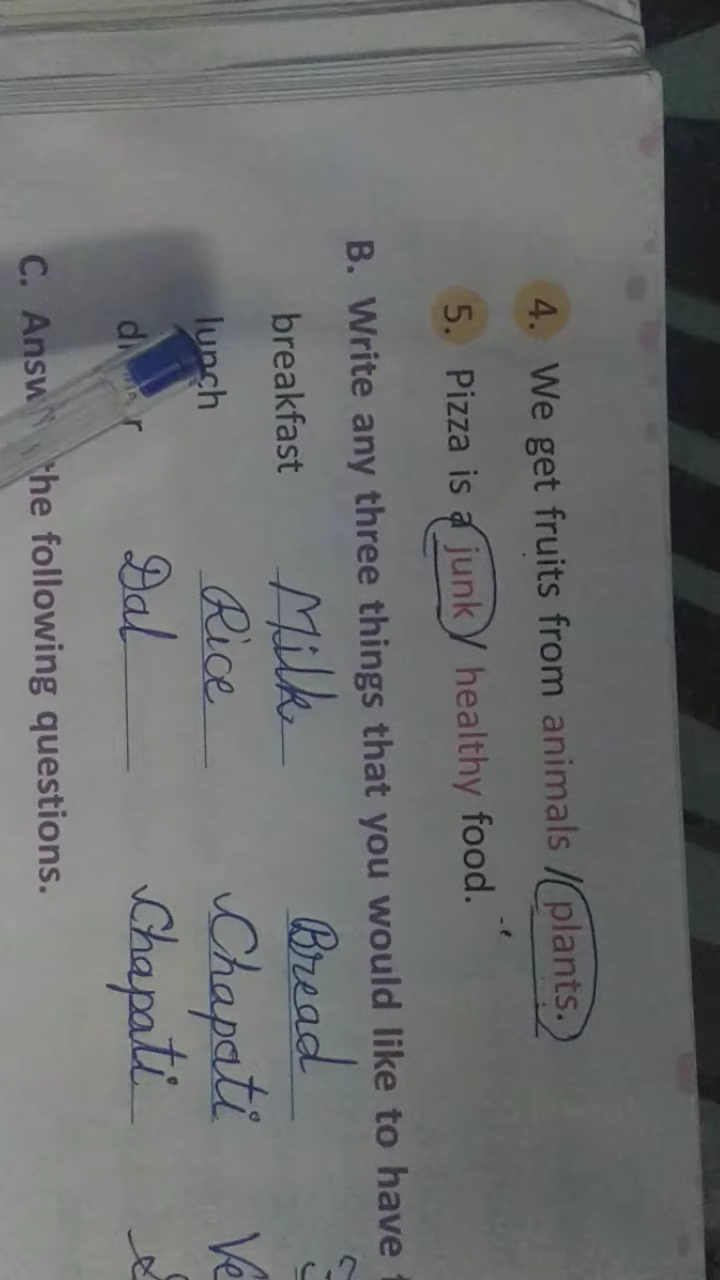 4. We get fruits from animals / plants.
5. Pizza is a junk / healthy food.
B. Write any three things that you would like to have
breakfast Milk Bread
lunch Rice Chapati Ve
Dal Chapati
C. the following questions.